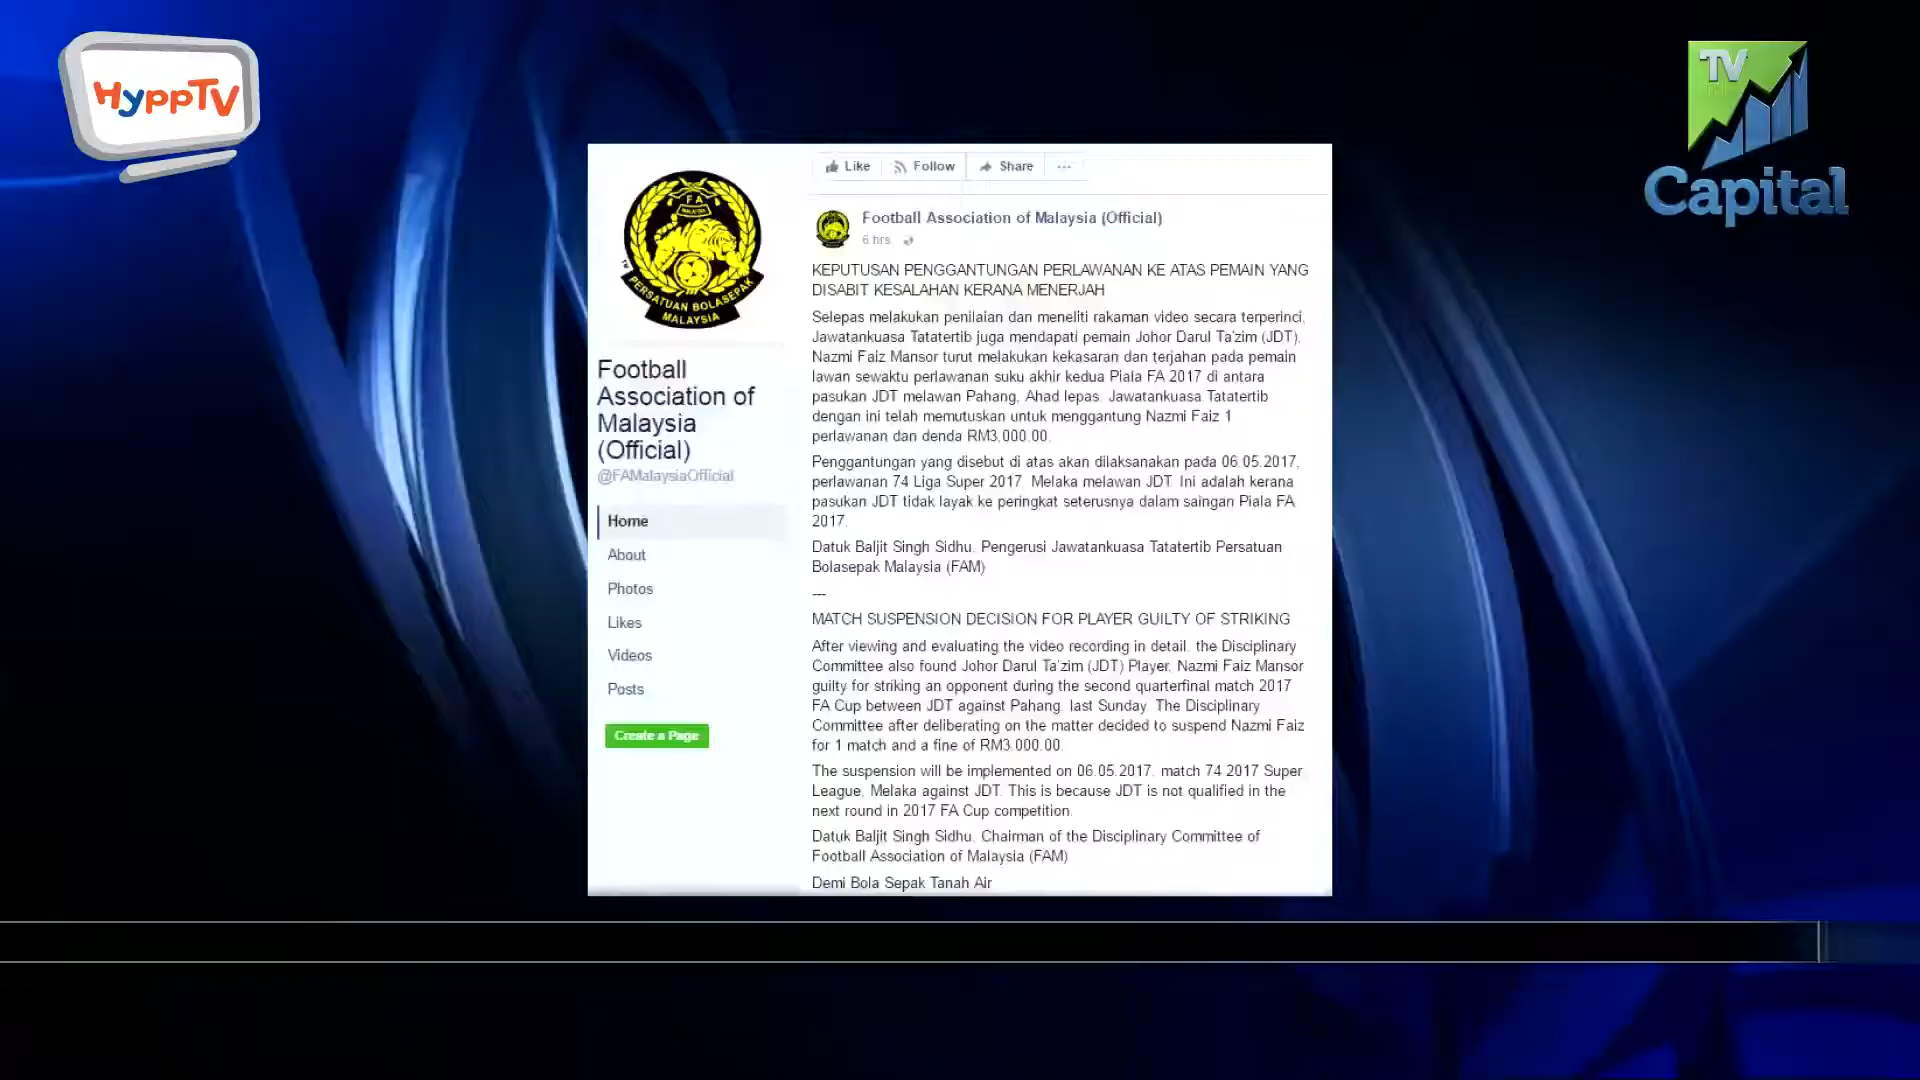 HyppTV
TV
Capital
FA
MALAYSIA
PERSATUAN BOLASEPAK
MALAYSIA
TM
Football
Association of
Malaysia
(Official)
@FAMalaysiaOfficial
Home
About
Photos
Likes
Videos
Posts
Create a Page
Like
Follow
Share
...
Football Association of Malaysia (Official)
6 hrs
KEPUTUSAN PENGGANTUNGAN PERLAWANAN KE ATAS PEMAIN YANG
DISABIT KESALAHAN KERANA MENERJAH
Selepas melakukan penilaian dan meneliti rakaman video secara terperinci,
Jawatankuasa Tatatertib juga mendapati pemain Johor Darul Ta'zim (JDT),
Nazmi Faiz Mansor turut melakukan kekasaran dan terjahan pada pemain
lawan sewaktu perlawanan suku akhir kedua Piala FA 2017 di antara
pasukan JDT melawan Pahang, Ahad lepas. Jawatankuasa Tatatertib
dengan ini telah memutuskan untuk menggantung Nazmi Faiz 1
perlawanan dan denda RM3,000.00.
Penggantungan yang disebut di atas akan dilaksanakan pada 06.05.2017,
perlawanan 74 Liga Super 2017, Melaka melawan JDT. Ini adalah kerana
pasukan JDT tidak layak ke peringkat seterusnya dalam saingan Piala FA
2017.
Datuk Baljit Singh Sidhu, Pengerusi Jawatankuasa Tatatertib Persatuan
Bolasepak Malaysia (FAM)
---
MATCH SUSPENSION DECISION FOR PLAYER GUILTY OF STRIKING
After viewing and evaluating the video recording in detail, the Disciplinary
Committee also found Johor Darul Ta'zim (JDT) Player, Nazmi Faiz Mansor
guilty for striking an opponent during the second quarterfinal match 2017
FA Cup between JDT against Pahang, last Sunday. The Disciplinary
Committee after deliberating on the matter decided to suspend Nazmi Faiz
for 1 match and a fine of RM3,000.00.
The suspension will be implemented on 06.05.2017, match 74 2017 Super
League, Melaka against JDT. This is because JDT is not qualified in the
next round in 2017 FA Cup competition.
Datuk Baljit Singh Sidhu, Chairman of the Disciplinary Committee of
Football Association of Malaysia (FAM)
Demi Bola Sepak Tanah Air